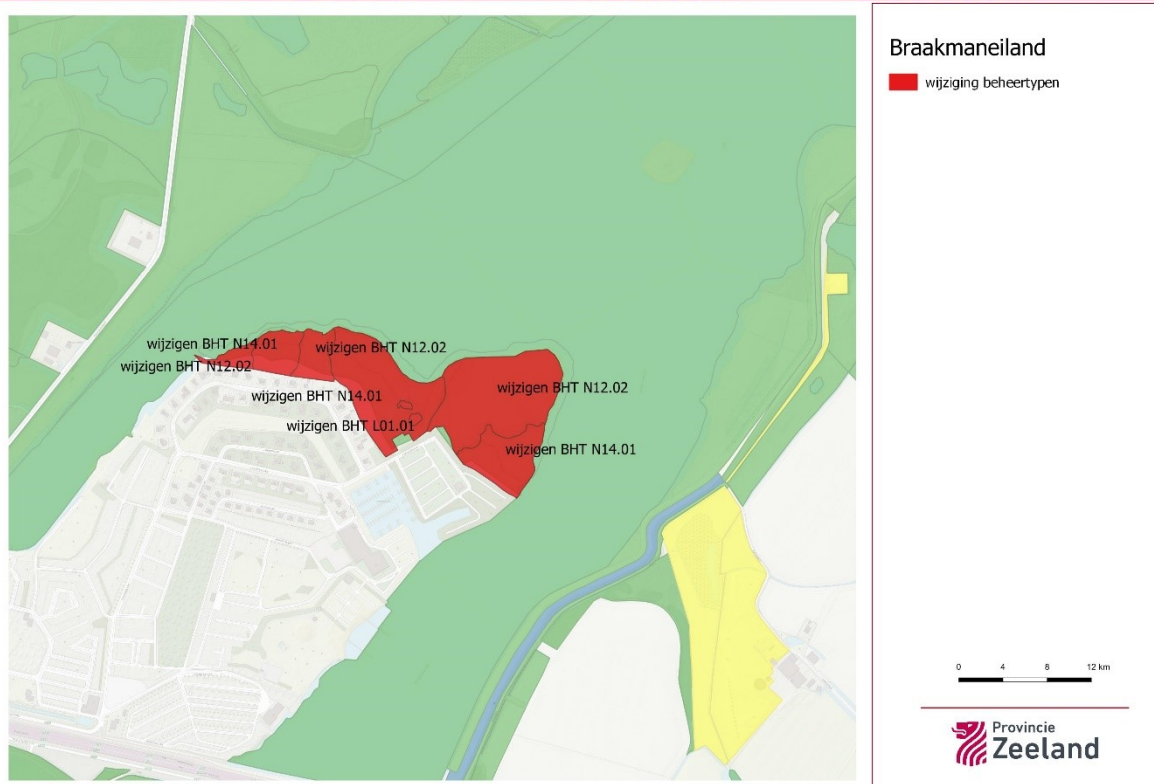 Braakmaneiland
wijziging beheertypen
wijzigen BHT N14.01
wijzigen BHT N12.02
wijzigen BHT N12.02
wijzigen BHT N12.02
wijzigen BHT N14.01
wijzigen BHT L01.01
wijzigen BHT N14.01
0 4 8 12 km
Provincie
Zeeland